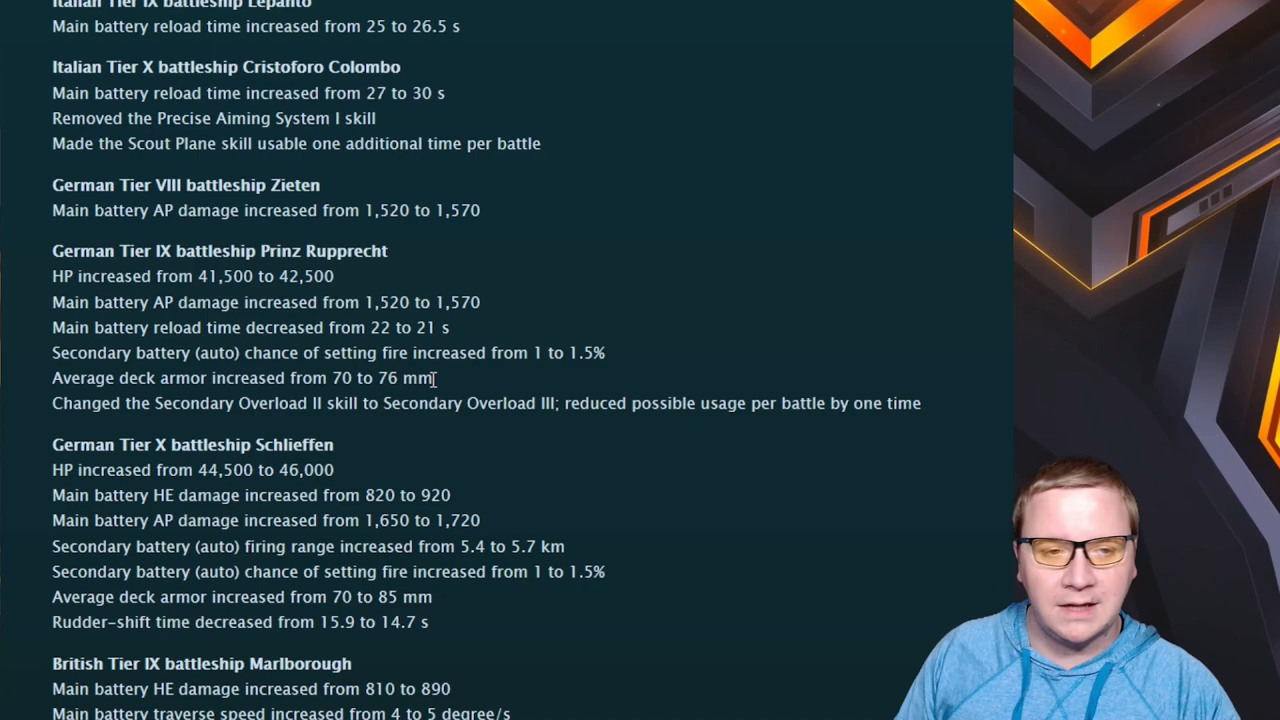 Italian Tier IX battleship Lepanto
Main battery reload time increased from 25 to 26.5 s
Italian Tier X battleship Cristoforo Colombo
Main battery reload time increased from 27 to 30 s
Removed the Precise Aiming System I skill
Made the Scout Plane skill usable one additional time per battle
German Tier VIII battleship Zieten
Main battery AP damage increased from 1,520 to 1,570
German Tier IX battleship Prinz Rupprecht
HP increased from 41,500 to 42,500
Main battery AP damage increased from 1,520 to 1,570
Main battery reload time decreased from 22 to 21 s
Secondary battery (auto) chance of setting fire increased from 1 to 1.5%
Average deck armor increased from 70 to 76 mm
Changed the Secondary Overload II skill to Secondary Overload III; reduced possible usage per battle by one time
German Tier X battleship Schlieffen
HP increased from 44,500 to 46,000
Main battery HE damage increased from 820 to 920
Main battery AP damage increased from 1,650 to 1,720
Secondary battery (auto) firing range increased from 5.4 to 5.7 km
Secondary battery (auto) chance of setting fire increased from 1 to 1.5%
Average deck armor increased from 70 to 85 mm
Rudder-shift time decreased from 15.9 to 14.7 s
British Tier IX battleship Marlborough
Main battery HE damage increased from 810 to 890
Main battery traverse speed increased from 4 to 5 degree/s